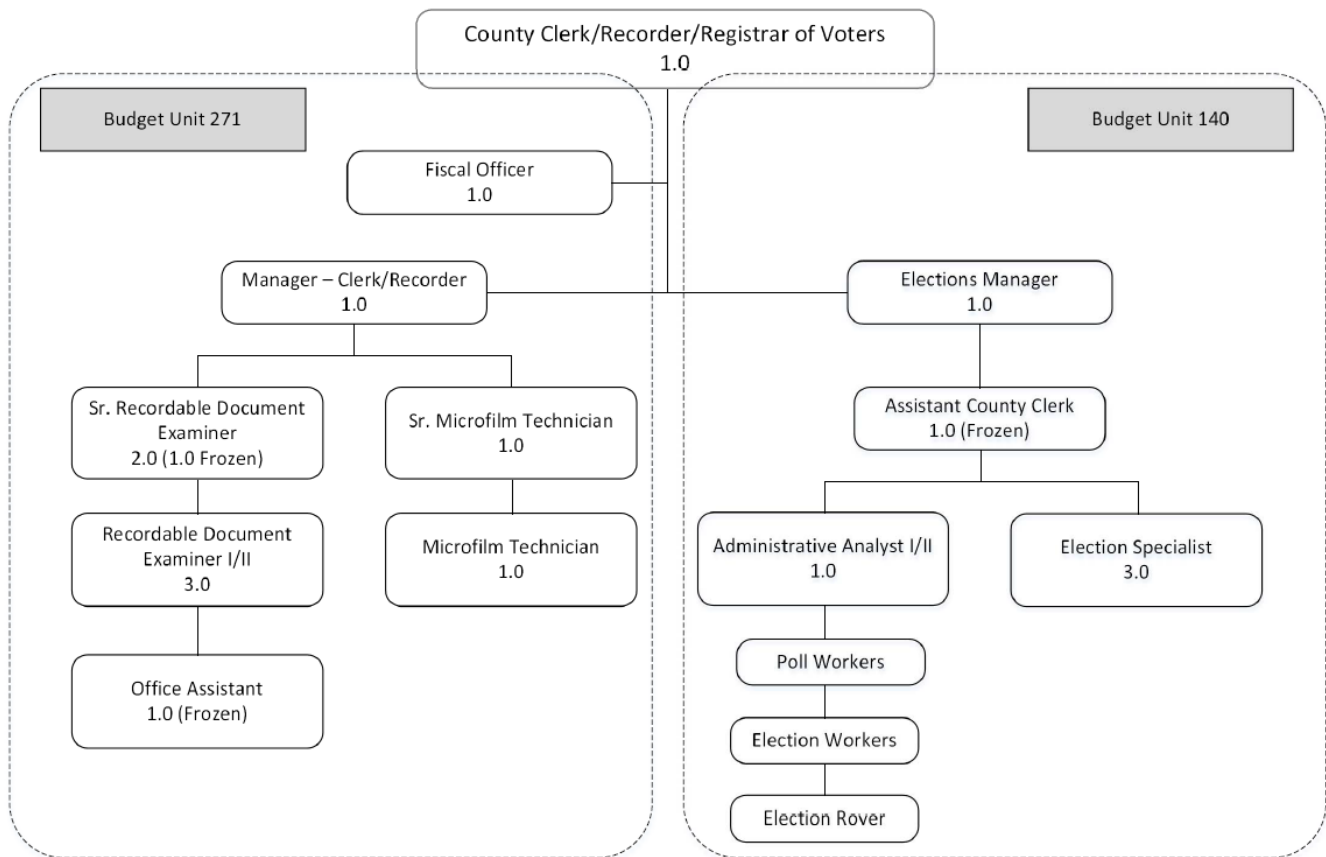 County Clerk/Recorder/Registrar of Voters
1.0
Budget Unit 271
Budget Unit 140
Fiscal Officer
1.0
Manager – Clerk/Recorder
1.0
Elections Manager
1.0
Sr. Recordable Document
Examiner
2.0 (1.0 Frozen)
Sr. Microfilm Technician
1.0
Assistant County Clerk
1.0 (Frozen)
Recordable Document
Examiner I/II
3.0
Microfilm Technician
1.0
Administrative Analyst I/II
1.0
Election Specialist
3.0
Office Assistant
1.0 (Frozen)
Poll Workers
Election Workers
Election Rover